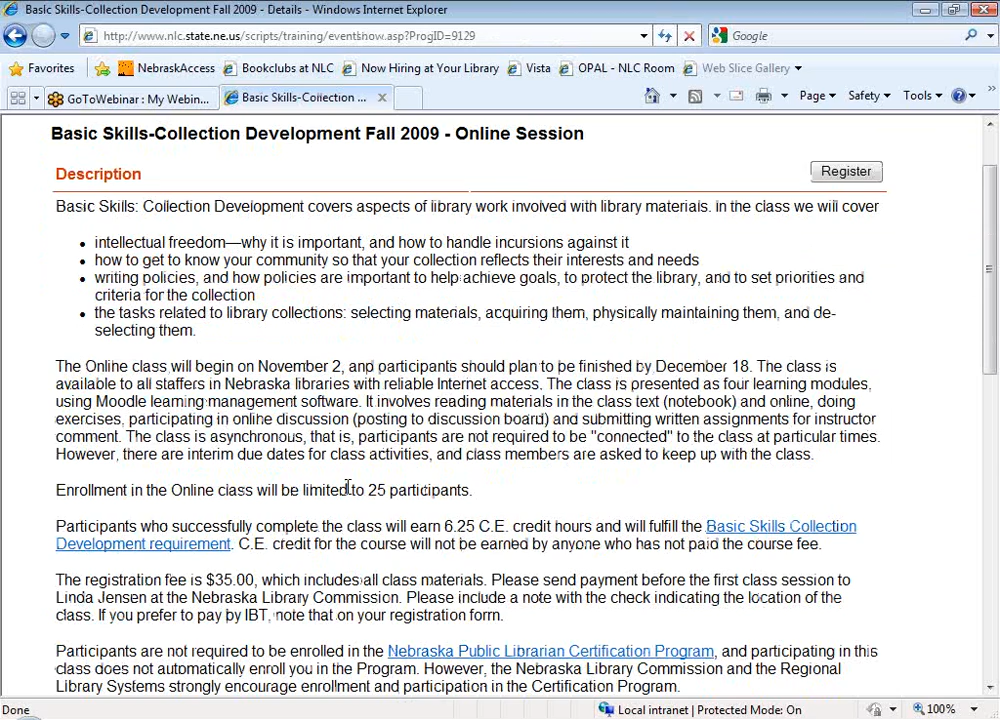 Basic Skills-Collection Development Fall 2009 - Details - Windows Internet Explorer
http://www.nlc.state.ne.us/scripts/training/eventshow.asp?ProgID=9129
Google
Favorites NebraskAccess Bookclubs at NLC Now Hiring at Your Library Vista OPAL - NLC Room Web Slice Gallery
GoToWebinar : My Webin... Basic Skills-Collection ... Page Safety Tools
Basic Skills-Collection Development Fall 2009 - Online Session
Description Register
Basic Skills: Collection Development covers aspects of library work involved with library materials. In the class we will cover
• intellectual freedom—why it is important, and how to handle incursions against it
• how to get to know your community so that your collection reflects their interests and needs
• writing policies, and how policies are important to help achieve goals, to protect the library, and to set priorities and
criteria for the collection
• the tasks related to library collections: selecting materials, acquiring them, physically maintaining them, and de-
selecting them.
The Online class will begin on November 2, and participants should plan to be finished by December 18. The class is
available to all staffers in Nebraska libraries with reliable Internet access. The class is presented as four learning modules,
using Moodle learning management software. It involves reading materials in the class text (notebook) and online, doing
exercises, participating in online discussion (posting to discussion board) and submitting written assignments for instructor
comment. The class is asynchronous, that is, participants are not required to be "connected" to the class at particular times.
However, there are interim due dates for class activities, and class members are asked to keep up with the class.
Enrollment in the Online class will be limited to 25 participants.
Participants who successfully complete the class will earn 6.25 C.E. credit hours and will fulfill the Basic Skills Collection
Development requirement. C.E. credit for the course will not be earned by anyone who has not paid the course fee.
The registration fee is $35.00, which includes all class materials. Please send payment before the first class session to
Linda Jensen at the Nebraska Library Commission. Please include a note with the check indicating the location of the
class. If you prefer to pay by IBT, note that on your registration form.
Participants are not required to be enrolled in the Nebraska Public Librarian Certification Program, and participating in this
class does not automatically enroll you in the Program. However, the Nebraska Library Commission and the Regional
Library Systems strongly encourage enrollment and participation in the Certification Program.
Done Local intranet | Protected Mode: On 100%